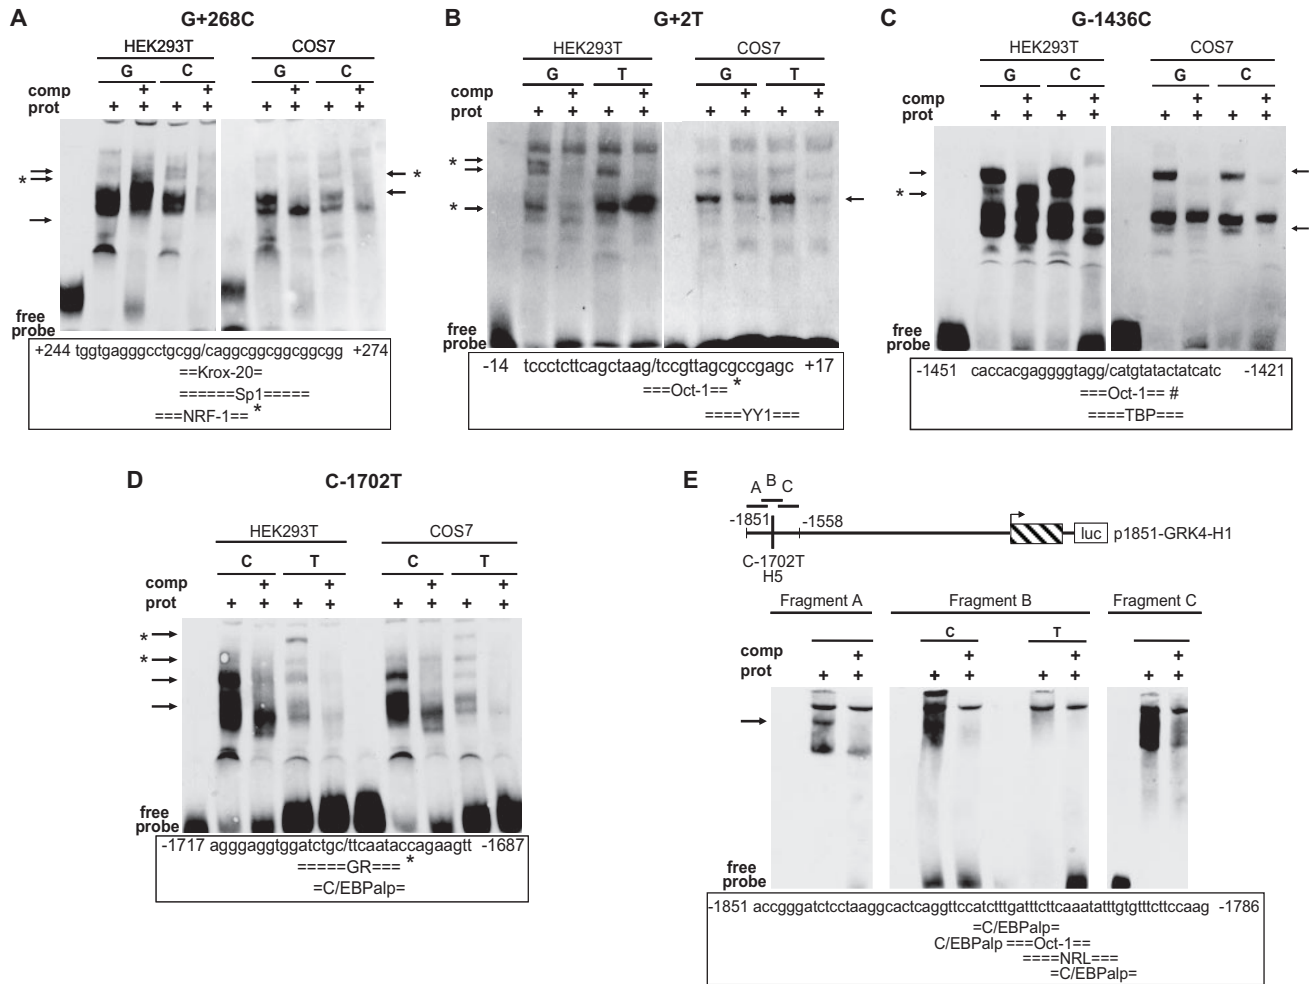 A
G+268C
HEK293T COS7
G C G C
comp + + + +
prot + + + + + + + +
*
*
free
probe
+244 tggtgagggcctgcgg/caggcggcggcggcgg +274
==Krox-20=
======Sp1=====
===NRF-1== *
B
G+2T
HEK293T COS7
G T G T
comp + + + +
prot + + + + + + + +
*
*
free
probe
-14 tccctcttcagctaag/tccgttagcgccgagc +17
===Oct-1== *
====YY1===
C
G-1436C
HEK293T COS7
G C G C
comp + + + +
prot + + + + + + + +
*
free
probe
-1451 caccacgaggggtagg/catgtatactatcatc -1421
===Oct-1== #
====TBP===
D
C-1702T
HEK293T COS7
C T C T
comp + + + +
prot + + + + + + + +
*
*
free
probe
-1717 agggaggtggatctgc/ttcaataccagaagtt -1687
=====GR=== *
=C/EBPalp=
E
A B C
-1851 -1558
luc p1851-GRK4-H1
C-1702T
H5
Fragment A Fragment B Fragment C
C T
comp + + + +
prot + + + + + + + +
free
probe
-1851 accgggatctcctaaggcactcaggttccatctttgatttcttcaaatatttgtgtttcttccaag -1786
=C/EBPalp=
C/EBPalp ===Oct-1==
====NRL===
=C/EBPalp=